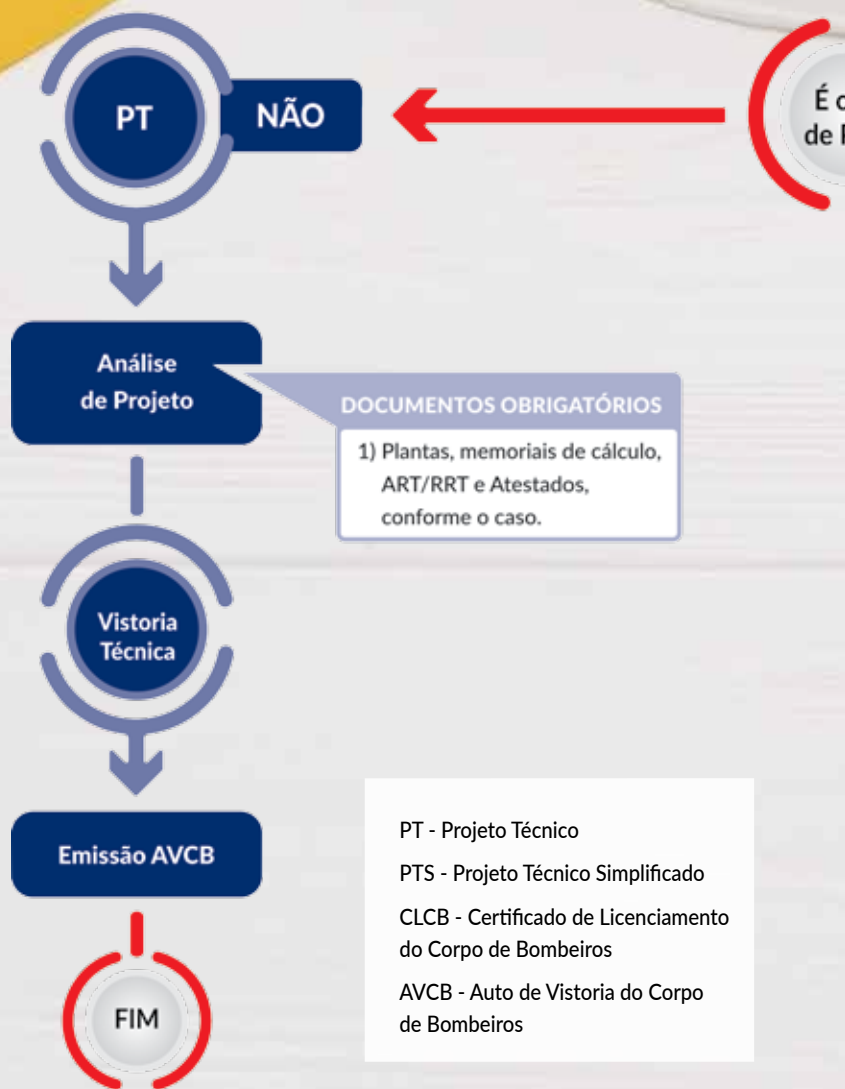 PT
NÃO
É
de
Análise
de Projeto
DOCUMENTOS OBRIGATÓRIOS
1) Plantas, memoriais de cálculo,
ART/RRT e Atestados,
conforme o caso.
Vistoria
Técnica
Emissão AVCB
FIM
PT - Projeto Técnico
PTS - Projeto Técnico Simplificado
CLCB - Certificado de Licenciamento
do Corpo de Bombeiros
AVCB - Auto de Vistoria do Corpo
de Bombeiros